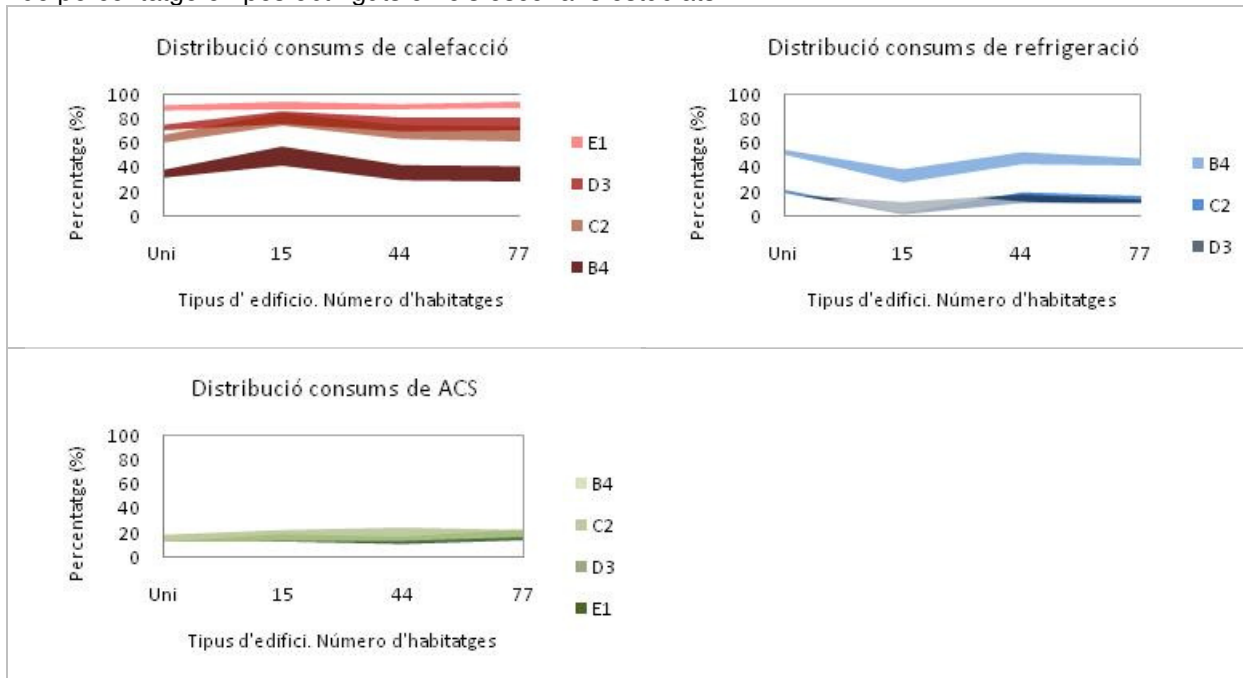 Distribució consums de calefacció
Percentatge (%)
100
80
60
40
20
0
Uni 15 44 77
Tipus d' edificio. Número d'habitatges
E1
D3
C2
B4
Distribució consums de refrigeració
Percentatge (%)
100
80
60
40
20
0
Uni 15 44 77
Tipus d'edifici. Número d'habitatges
B4
C2
D3
Distribució consums de ACS
Percentatge (%)
100
80
60
40
20
0
Uni 15 44 77
Tipus d'edifici. Número d'habitatges
B4
C2
D3
E1